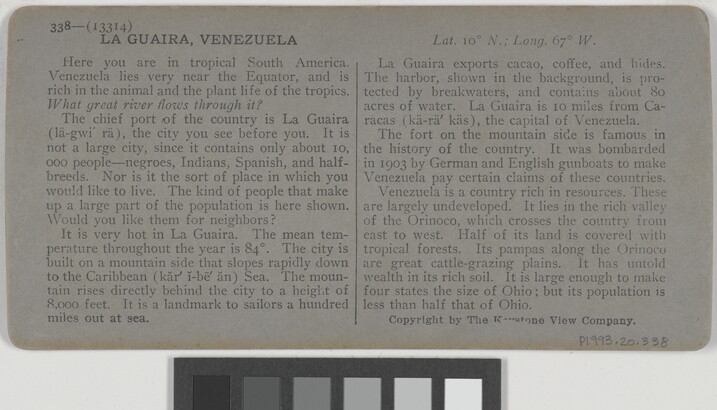 338—(13314)
LA GUAIRA, VENEZUELA
Lat. 10° N.; Long. 67° W.
Here you are in tropical South America.
Venezuela lies very near the Equator, and is
rich in the animal and the plant life of the tropics.
What great river flows through it?
The chief port of the country is La Guaira
(lä-gwī′ rä), the city you see before you. It is
not a large city, since it contains only about 10,
000 people—negroes, Indians, Spanish, and half-
breeds. Nor is it the sort of place in which you
would like to live. The kind of people that make
up a large part of the population is here shown.
Would you like them for neighbors?
It is very hot in La Guaira. The mean tem-
perature throughout the year is 84°. The city is
built on a mountain side that slopes rapidly down
to the Caribbean (kăr′ ĭ-bē′ ăn) Sea. The moun-
tain rises directly behind the city to a height of
8,000 feet. It is a landmark to sailors a hundred
miles out at sea.
La Guaira exports cacao, coffee, and hides.
The harbor, shown in the background, is pro-
tected by breakwaters, and contains about 80
acres of water. La Guaira is 10 miles from Ca-
racas (kä-rä′ käs), the capital of Venezuela.
The fort on the mountain side is famous in
the history of the country. It was bombarded
in 1903 by German and English gunboats to make
Venezuela pay certain claims of these countries.
Venezuela is a country rich in resources. These
are largely undeveloped. It lies in the rich valley
of the Orinoco, which crosses the country from
east to west. Half of its land is covered with
tropical forests. Its pampas along the Orinoco
are great cattle-grazing plains. It has untold
wealth in its rich soil. It is large enough to make
four states the size of Ohio; but its population is
less than half that of Ohio.
Copyright by The Keystone View Company.
P1993.20.338